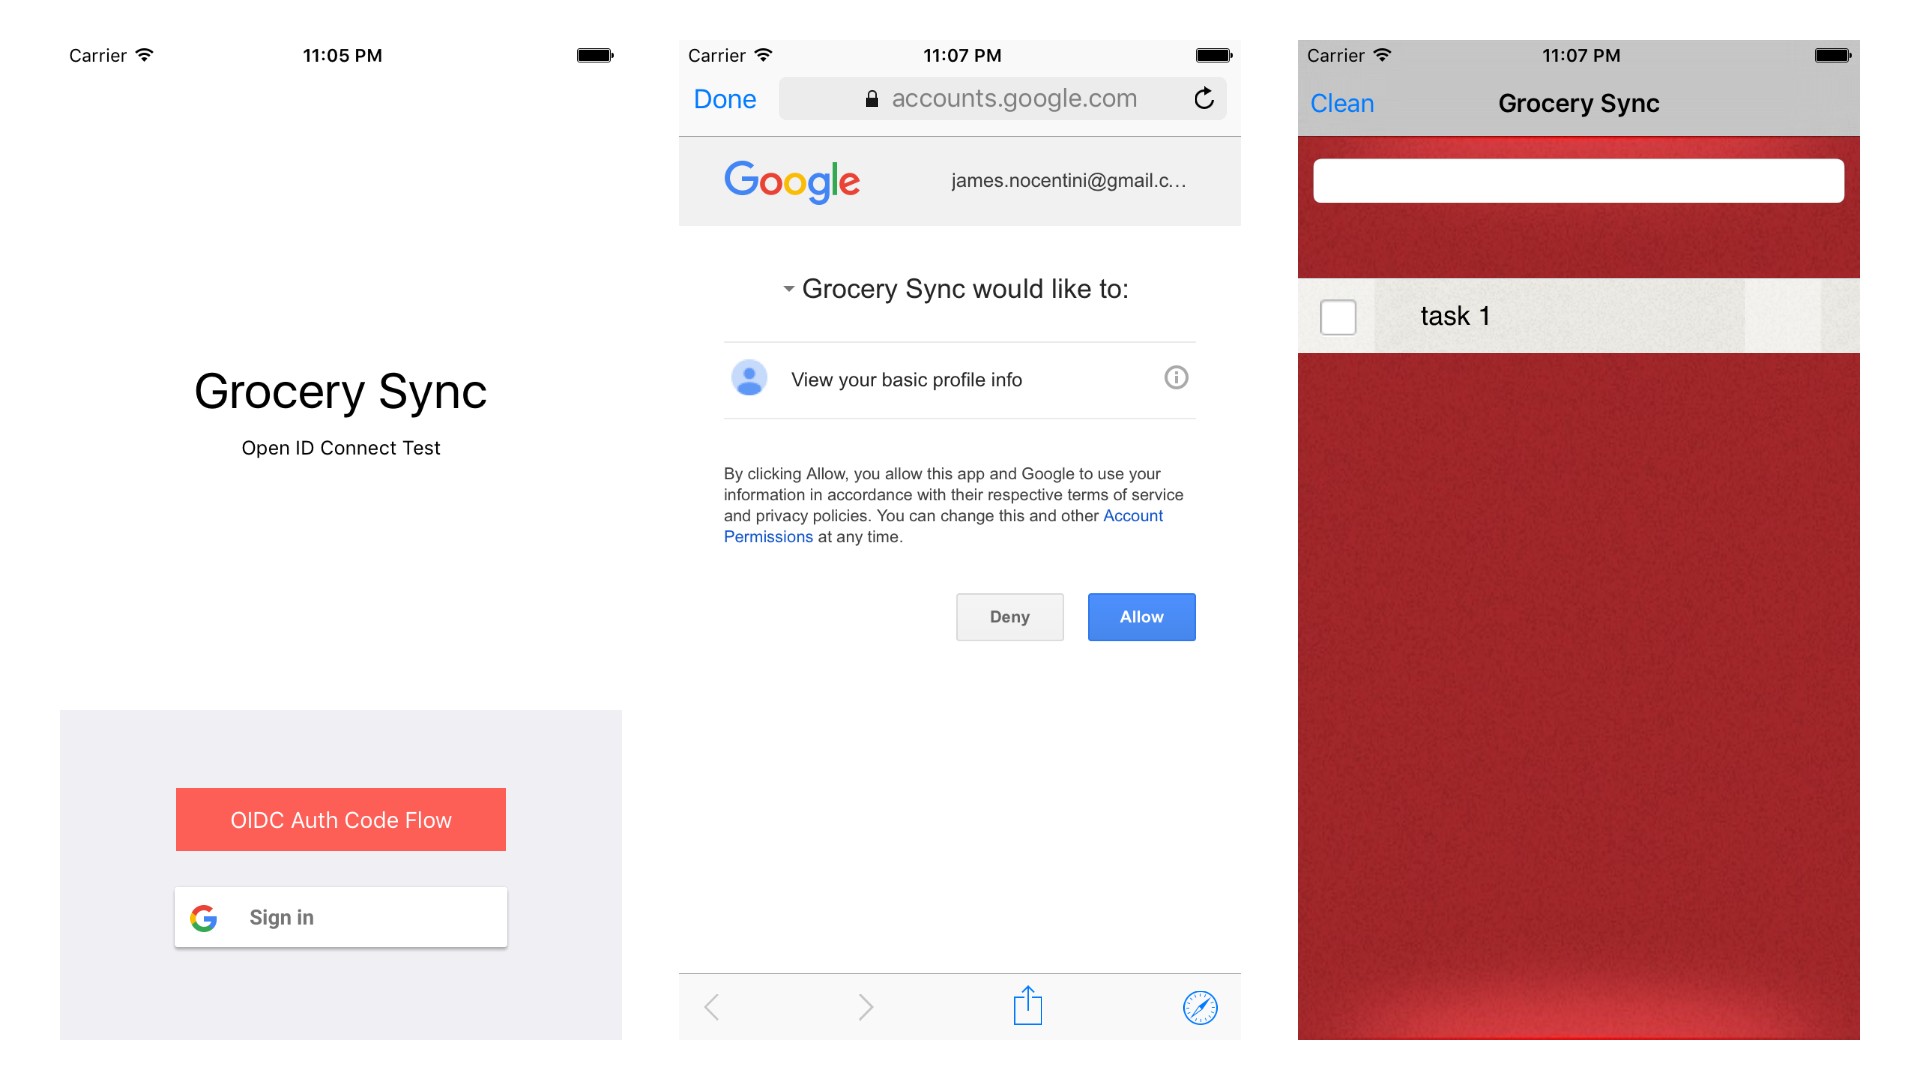 Carrier 11:05 PM
Grocery Sync
Open ID Connect Test
OIDC Auth Code Flow
Sign in
Carrier 11:07 PM
Done accounts.google.com
Google james.nocentini@gmail.c...
Grocery Sync would like to:
View your basic profile info
By clicking Allow, you allow this app and Google to use your
information in accordance with their respective terms of service
and privacy policies. You can change this and other Account
Permissions at any time.
Deny Allow
Carrier 11:07 PM
Clean Grocery Sync
task 1